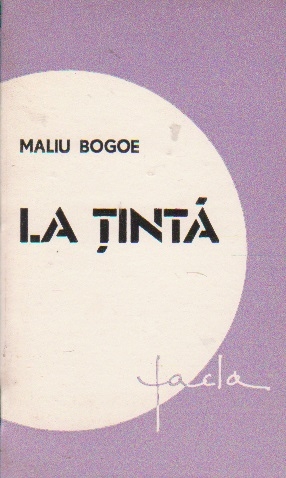 MALIU BOGOE
LA ȚINTĂ
facla